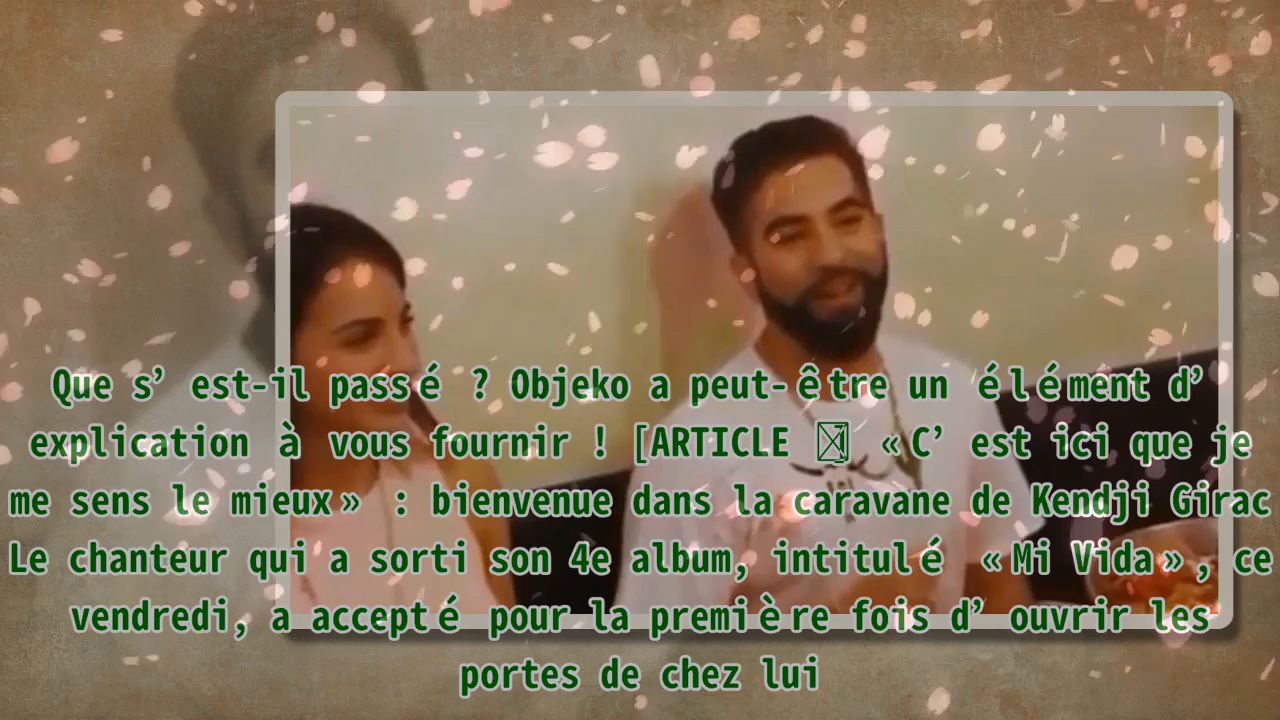 Que s’ est-il passé ? Objeko a peut-être un élément d’
explication à vous fournir ! [ARTICLE ] «C’ est ici que je
me sens le mieux» : bienvenue dans la caravane de Kendji Girac
Le chanteur qui a sorti son 4e album, intitulé «Mi Vida», ce
vendredi, a accepté pour la première fois d’ ouvrir les
portes de chez lui